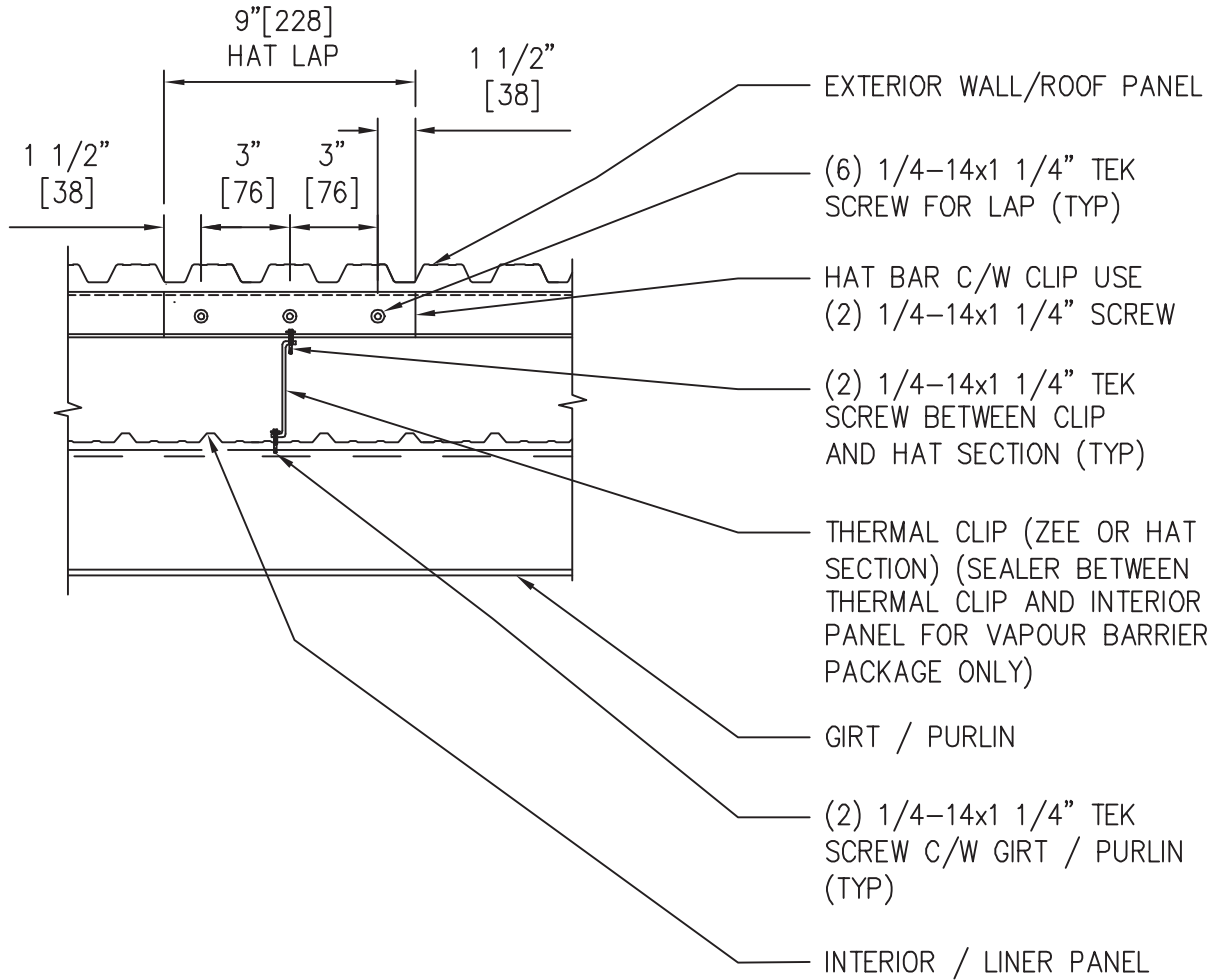 9”[228]
HAT LAP
1 1/2”
[38]
1 1/2”
[38]
3”
[76]
3”
[76]
EXTERIOR WALL/ROOF PANEL
(6) 1/4–14x1 1/4” TEK
SCREW FOR LAP (TYP)
HAT BAR C/W CLIP USE
(2) 1/4–14x1 1/4” SCREW
(2) 1/4–14x1 1/4” TEK
SCREW BETWEEN CLIP
AND HAT SECTION (TYP)
THERMAL CLIP (ZEE OR HAT
SECTION) (SEALER BETWEEN
THERMAL CLIP AND INTERIOR
PANEL FOR VAPOUR BARRIER
PACKAGE ONLY)
GIRT / PURLIN
(2) 1/4–14x1 1/4” TEK
SCREW C/W GIRT / PURLIN
(TYP)
INTERIOR / LINER PANEL